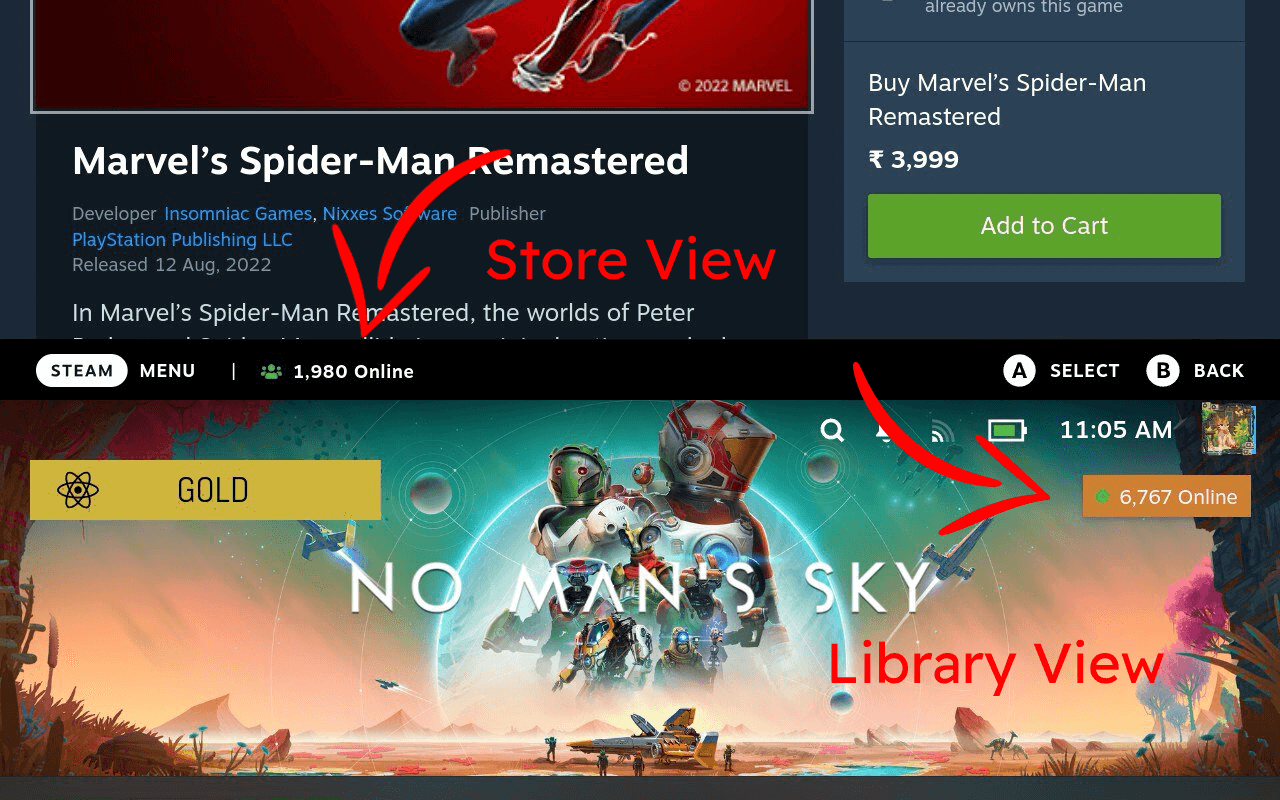 already owns this game
© 2022 MARVEL
Buy Marvel's Spider-Man
Remastered
₹ 3,999
Add to Cart
Marvel's Spider-Man Remastered
Developer Insomniac Games, Nixxes Software Publisher
PlayStation Publishing LLC
Released 12 Aug, 2022
Store View
In Marvel's Spider-Man Remastered, the worlds of Peter
STEAM MENU | 1,980 Online
A SELECT B BACK
11:05 AM
GOLD
6,767 Online
NO MAN'S SKY
Library View